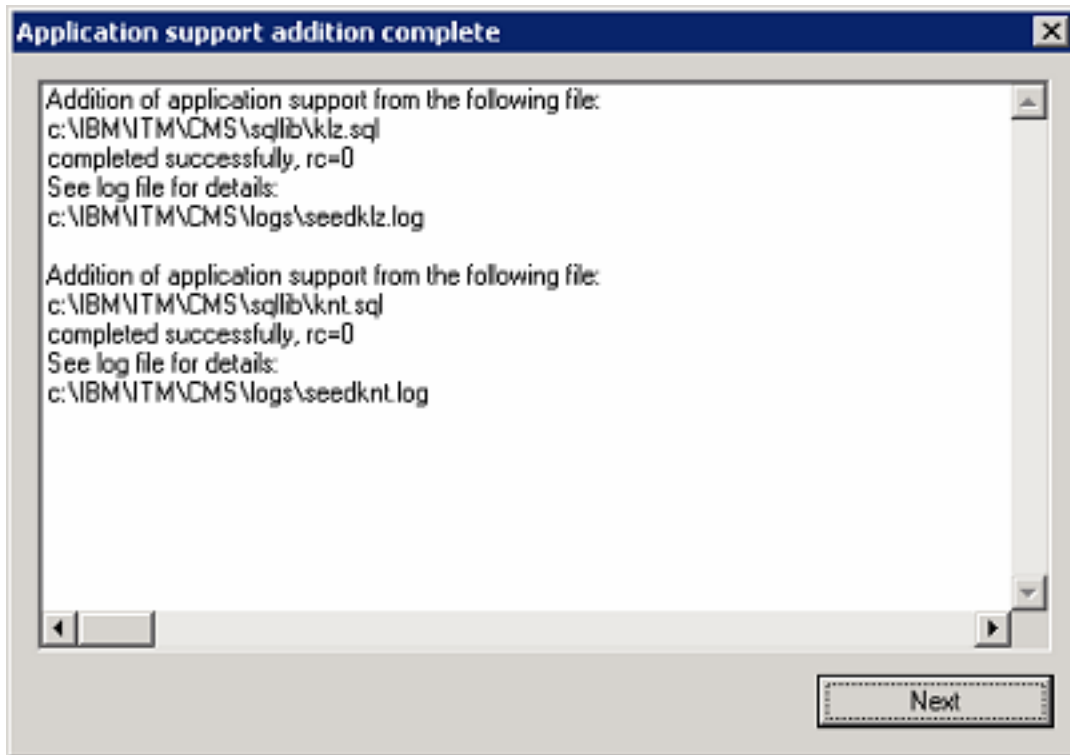 Application support addition complete
Addition of application support from the following file:
c:\IBM\ITM\CMS\sqllib\klz.sql
completed successfully, rc=0
See log file for details:
c:\IBM\ITM\CMS\logs\seedklz.log
Addition of application support from the following file:
c:\IBM\ITM\CMS\sqllib\knt.sql
completed successfully, rc=0
See log file for details:
c:\IBM\ITM\CMS\logs\seedknt.log
Next